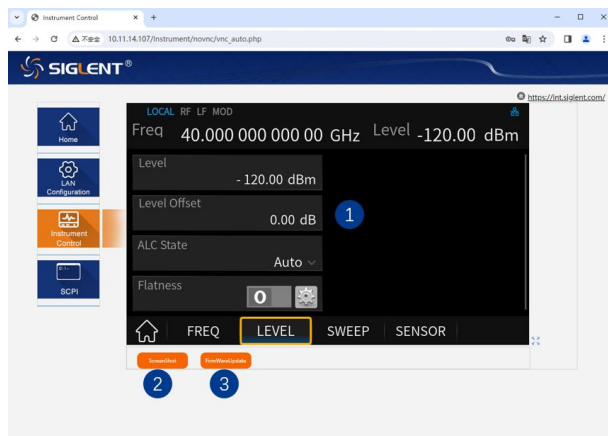 Instrument Control
不安全
10.11.14.107/Instrument/novnc/vnc_auto.php
SIGLENT®
https://int.siglent.com/
Home
LAN
Configuration
Instrument
Control
SCPI
LOCAL RF LF MOD
Freq 40.000 000 000 00 GHz Level -120.00 dBm
Level
-120.00 dBm
Level Offset
0.00 dB
ALC State
Auto
Flatness
0
FREQ LEVEL SWEEP SENSOR
ScreenShot FirmWareUpdate
1
2 3